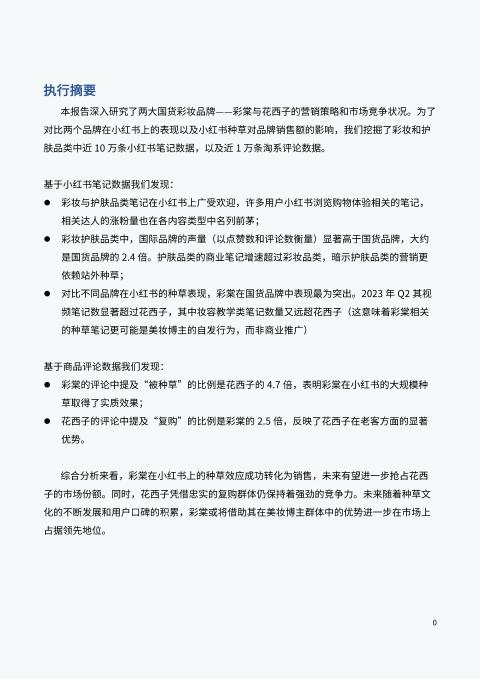 执行摘要
本报告深入研究了两大国货彩妆品牌——彩棠与花西子的营销策略和市场竞争状况。为了
对比两个品牌在小红书上的表现以及小红书种草对品牌销售额的影响，我们挖掘了彩妆和护
肤品类中近 10 万条小红书笔记数据，以及近 1 万条淘系评论数据。
基于小红书笔记数据我们发现：
● 彩妆与护肤品类笔记在小红书上广受欢迎，许多用户小红书浏览购物体验相关的笔记，
相关达人的涨粉量也在各内容类型中名列前茅；
● 彩妆护肤品类中，国际品牌的声量（以点赞数和评论数衡量）显著高于国货品牌，大约
是国货品牌的 2.4 倍。护肤品类的商业笔记增速超过彩妆品类，暗示护肤品类的营销更
依赖站外种草；
● 对比不同品牌在小红书的种草表现，彩棠在国货品牌中表现最为突出。2023 年 Q2 其视
频笔记数显著超过花西子，其中妆容教学类笔记数量又远超花西子（这意味着彩棠相关
的种草笔记更可能是美妆博主的自发行为，而非商业推广）
基于商品评论数据我们发现：
● 彩棠的评论中提及“被种草”的比例是花西子的 4.7 倍，表明彩棠在小红书的大规模种
草取得了实质效果；
● 花西子的评论中提及“复购”的比例是彩棠的 2.5 倍，反映了花西子在老客方面的显著
优势。
综合分析来看，彩棠在小红书上的种草效应成功转化为销售，未来有望进一步抢占花西
子的市场份额。同时，花西子凭借忠实的复购群体仍保持着强劲的竞争力。未来随着种草文
化的不断发展和用户口碑的积累，彩棠或将借助其在美妆博主群体中的优势进一步在市场上
占据领先地位。
0